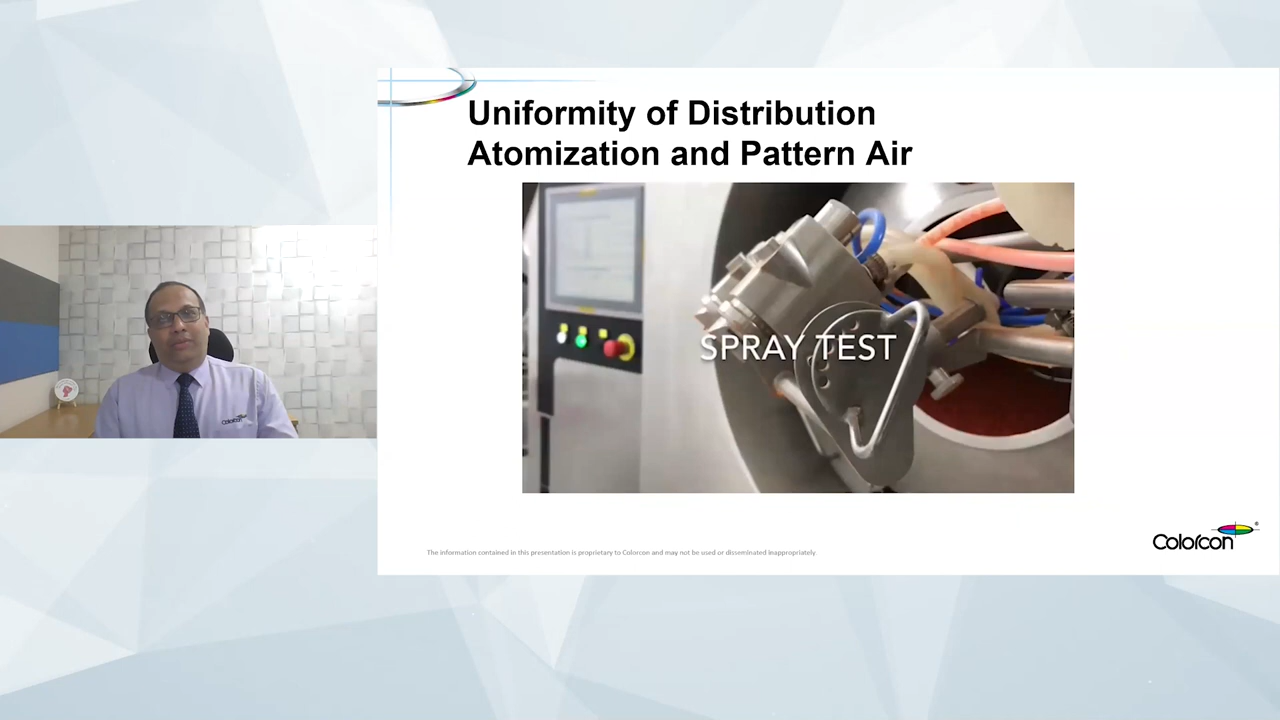 Uniformity of Distribution
Atomization and Pattern Air
SPRAY TEST
Colorcon
The information contained in this presentation is proprietary to Colorcon and may not be used or disseminated inappropriately.
Colorcon®